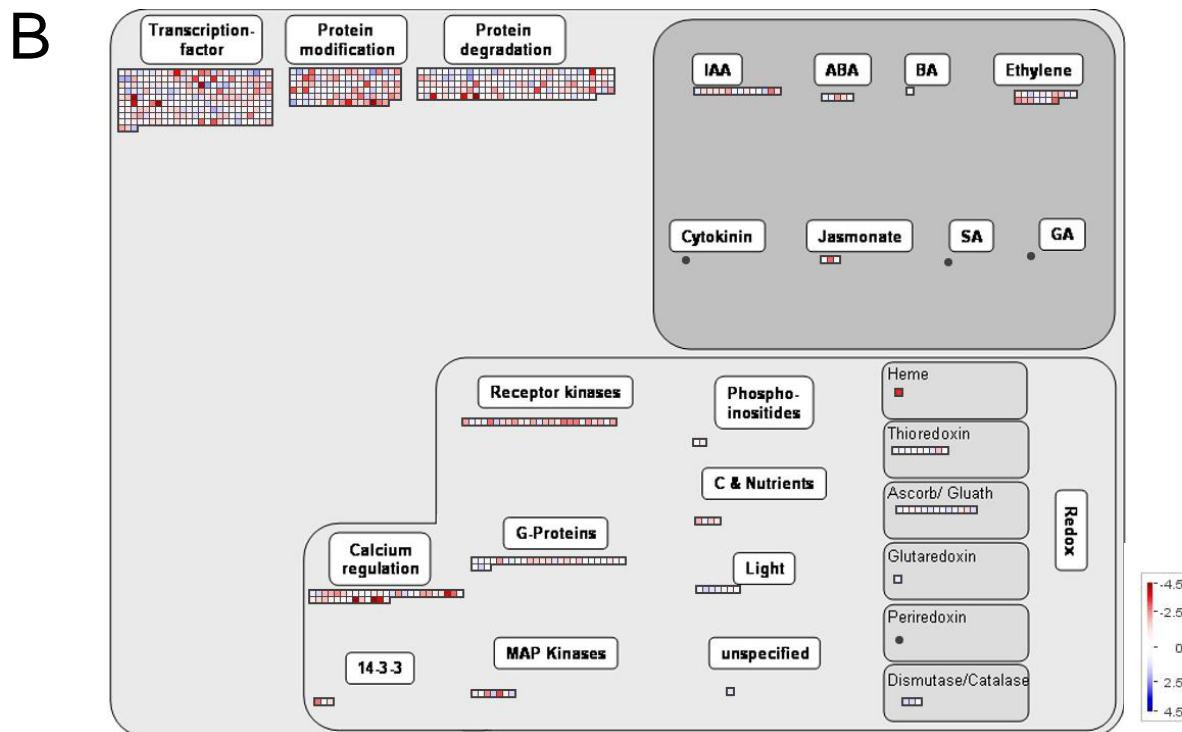 B
Transcription-
factor
Protein
modification
Protein
degradation
IAA
ABA
BA
Ethylene
Cytokinin
Jasmonate
SA
GA
Receptor kinases
Phospho-
inositides
C & Nutrients
G-Proteins
Calcium
regulation
Light
MAP Kinases
unspecified
14-3-3
Heme
Thioredoxin
Ascorb/ Gluath
Glutaredoxin
Periredoxin
Dismutase/Catalase
Redox
-4.5
-2.5
0
2.5
4.5